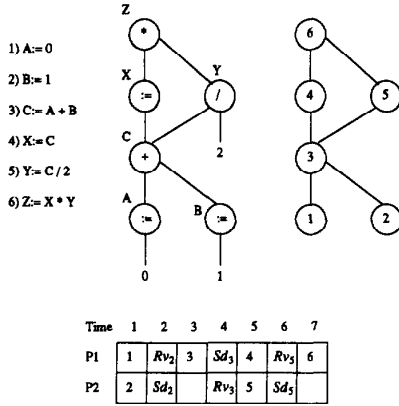 1) A:= 0
2) B:= 1
3) C:= A + B
4) X:= C
5) Y:= C / 2
6) Z:= X * Y
Z
*
X
:=
Y
/
C
+
2
A
:=
B
:=
0
1
6
4
5
3
1
2
Time 1 2 3 4 5 6 7
P1 1 Rv2 3 Sd3 4 Rv5 6
P2 2 Sd2 Rv3 5 Sd5